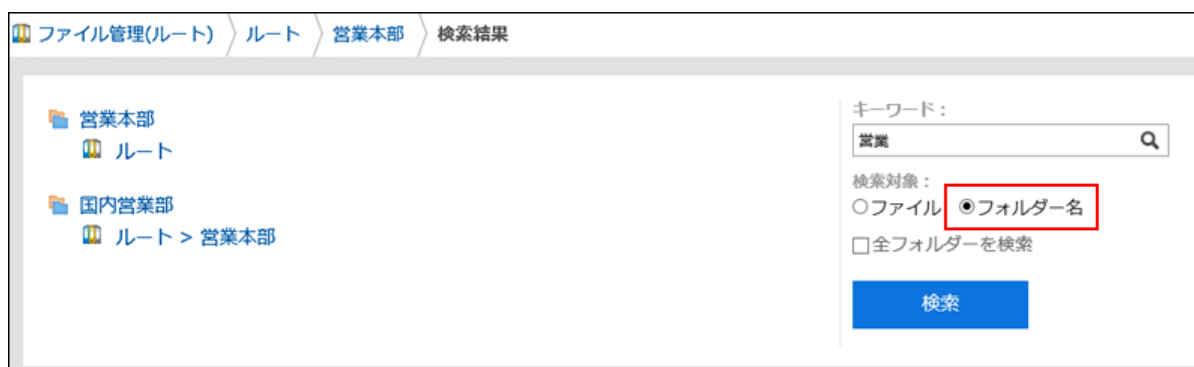 ファイル管理(ルート) ルート 営業本部 検索結果
営業本部
ルート
国内営業部
ルート > 営業本部
キーワード：
営業
検索対象：
ファイル フォルダー名
全フォルダーを検索
検索